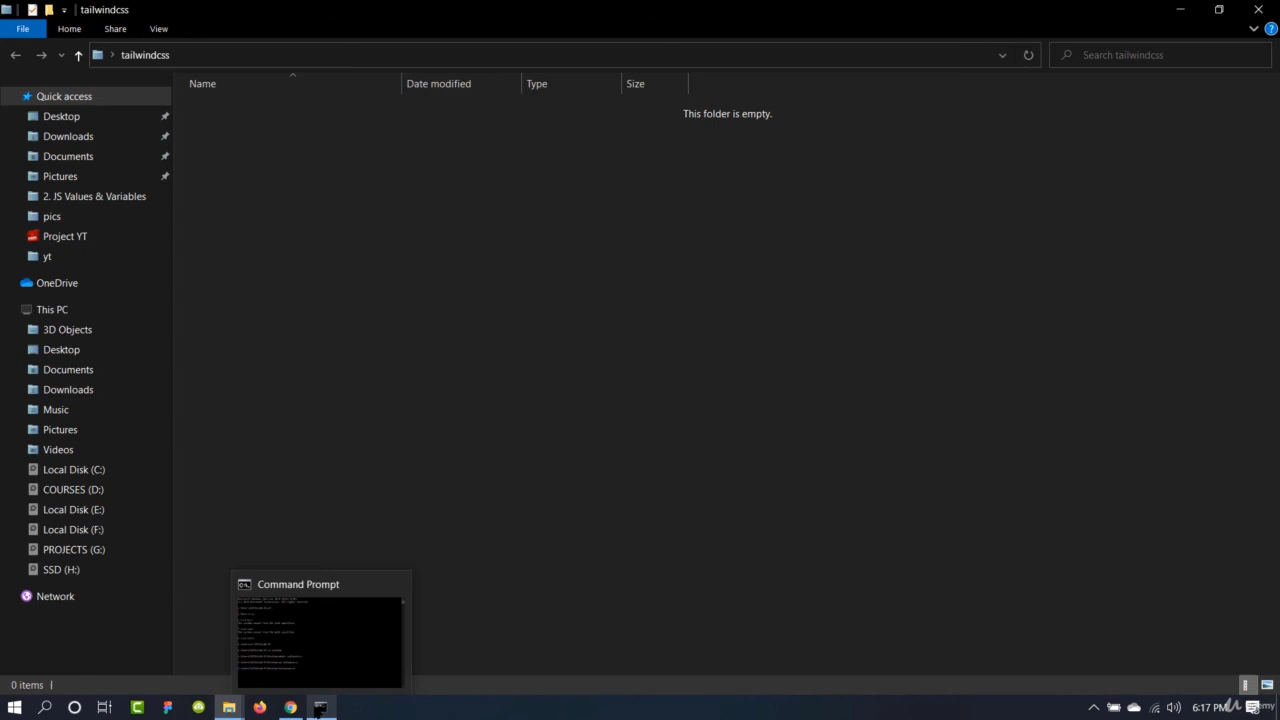 tailwindcss
File Home Share View
tailwindcss
Search tailwindcss
Name Date modified Type Size
This folder is empty.
Quick access
Desktop
Downloads
Documents
Pictures
2. JS Values & Variables
pics
Project YT
yt
OneDrive
This PC
3D Objects
Desktop
Documents
Downloads
Music
Pictures
Videos
Local Disk (C:)
COURSES (D:)
Local Disk (E:)
Local Disk (F:)
PROJECTS (G:)
SSD (H:)
Network
Command Prompt
0 items
6:17 PM